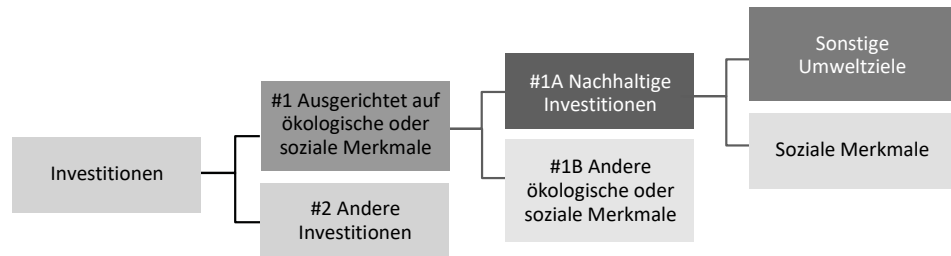 Investitionen
#1 Ausgerichtet auf
ökologische oder
soziale Merkmale
#2 Andere
Investitionen
#1A Nachhaltige
Investitionen
#1B Andere
ökologische oder
soziale Merkmale
Sonstige
Umweltziele
Soziale Merkmale